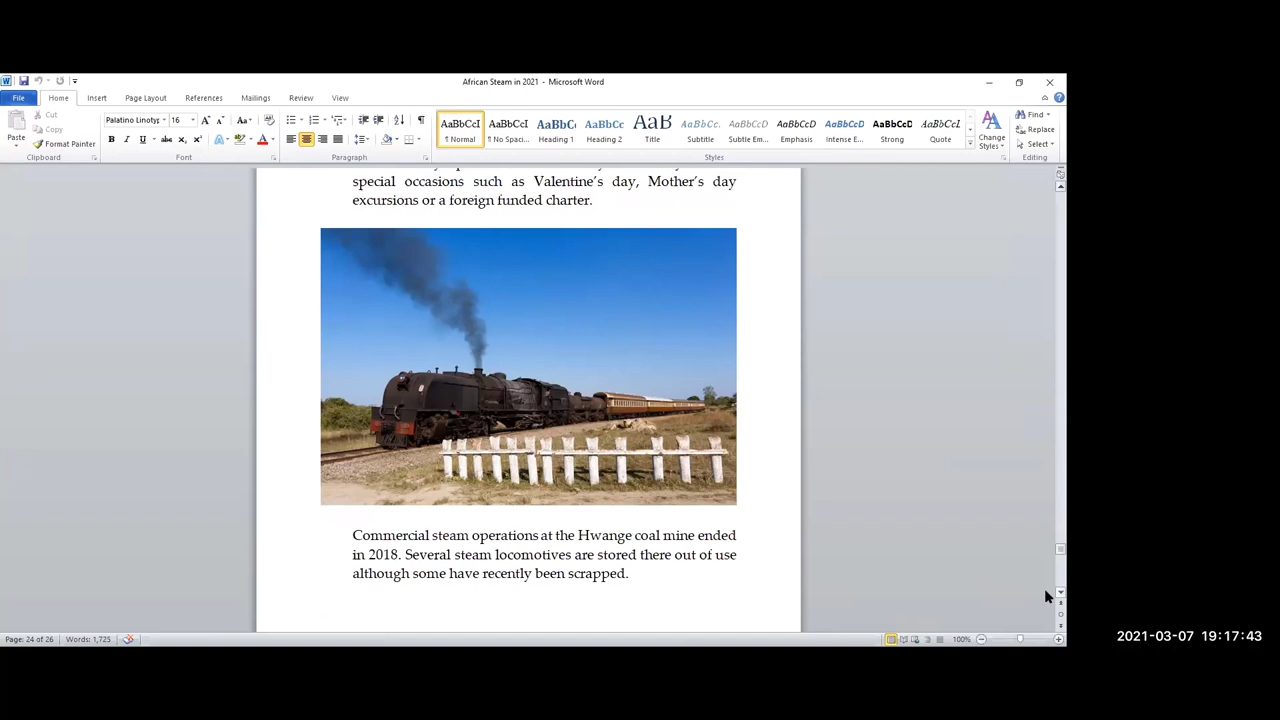 African Steam in 2021 - Microsoft Word
File Home Insert Page Layout References Mailings Review View
Cut
Copy
Format Painter
Paste
Clipboard
Palatino Linotyp 16
Font
Paragraph
AaBbCcI AaBbCcI AaBbCc AaBbCc AaB AaBbCc. AaBbCcD AaBbCcD AaBbCcD AaBbCcD AaBbCcI
¶ Normal ¶ No Spaci... Heading 1 Heading 2 Title Subtitle Subtle Em... Emphasis Intense E... Strong Quote
Change
Styles
Styles
Find
Replace
Select
Editing
special occasions such as Valentine's day, Mother's day
excursions or a foreign funded charter.
Commercial steam operations at the Hwange coal mine ended
in 2018. Several steam locomotives are stored there out of use
although some have recently been scrapped.
Page: 24 of 26 Words: 1,725
100%
2021-03-07 19:17:43